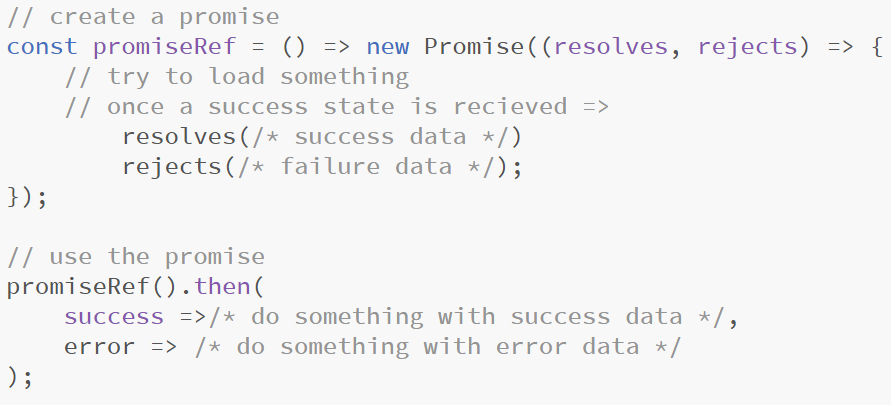 // create a promise
const promiseRef = () => new Promise((resolves, rejects) => {
    // try to load something
    // once a success state is recieved =>
        resolves(/* success data */)
        rejects(/* failure data */);
});

// use the promise
promiseRef().then(
    success =>/* do something with success data */,
    error => /* do something with error data */
);